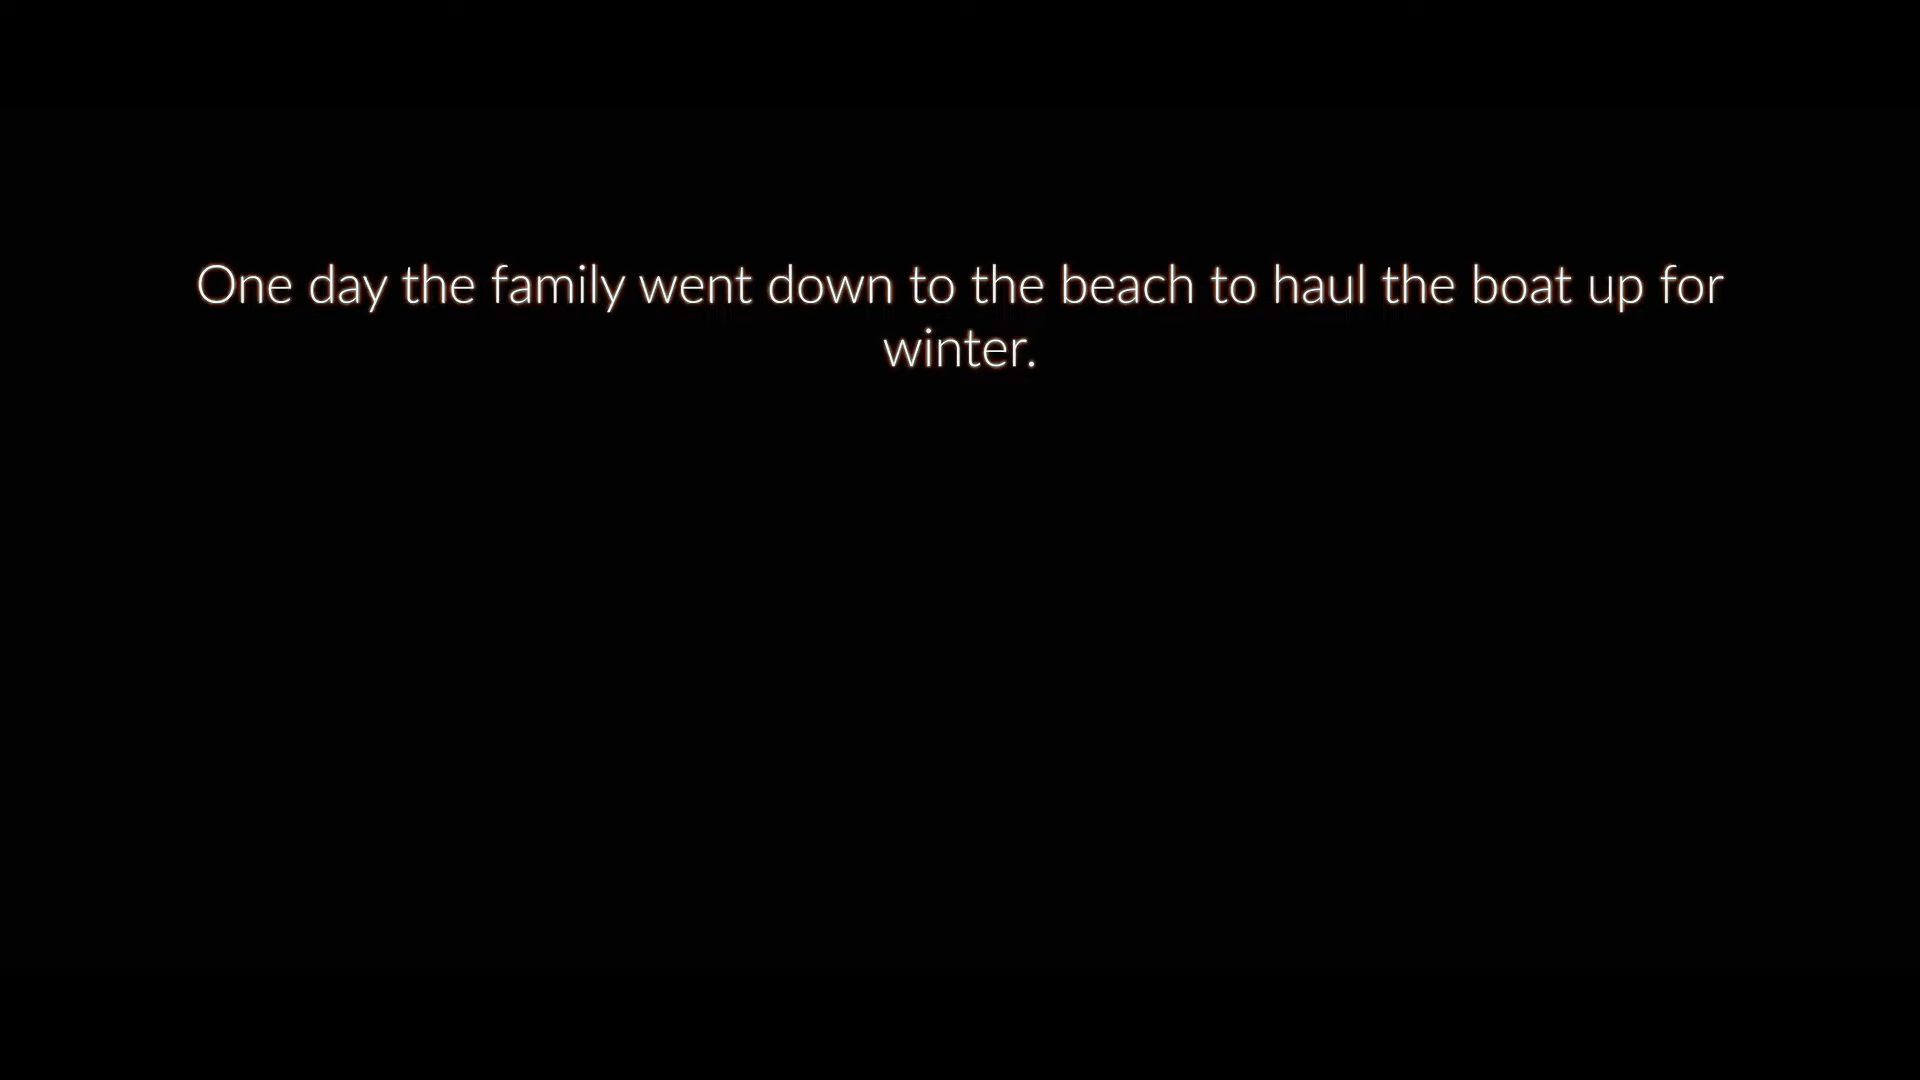 One day the family went down to the beach to haul the boat up for
winter.